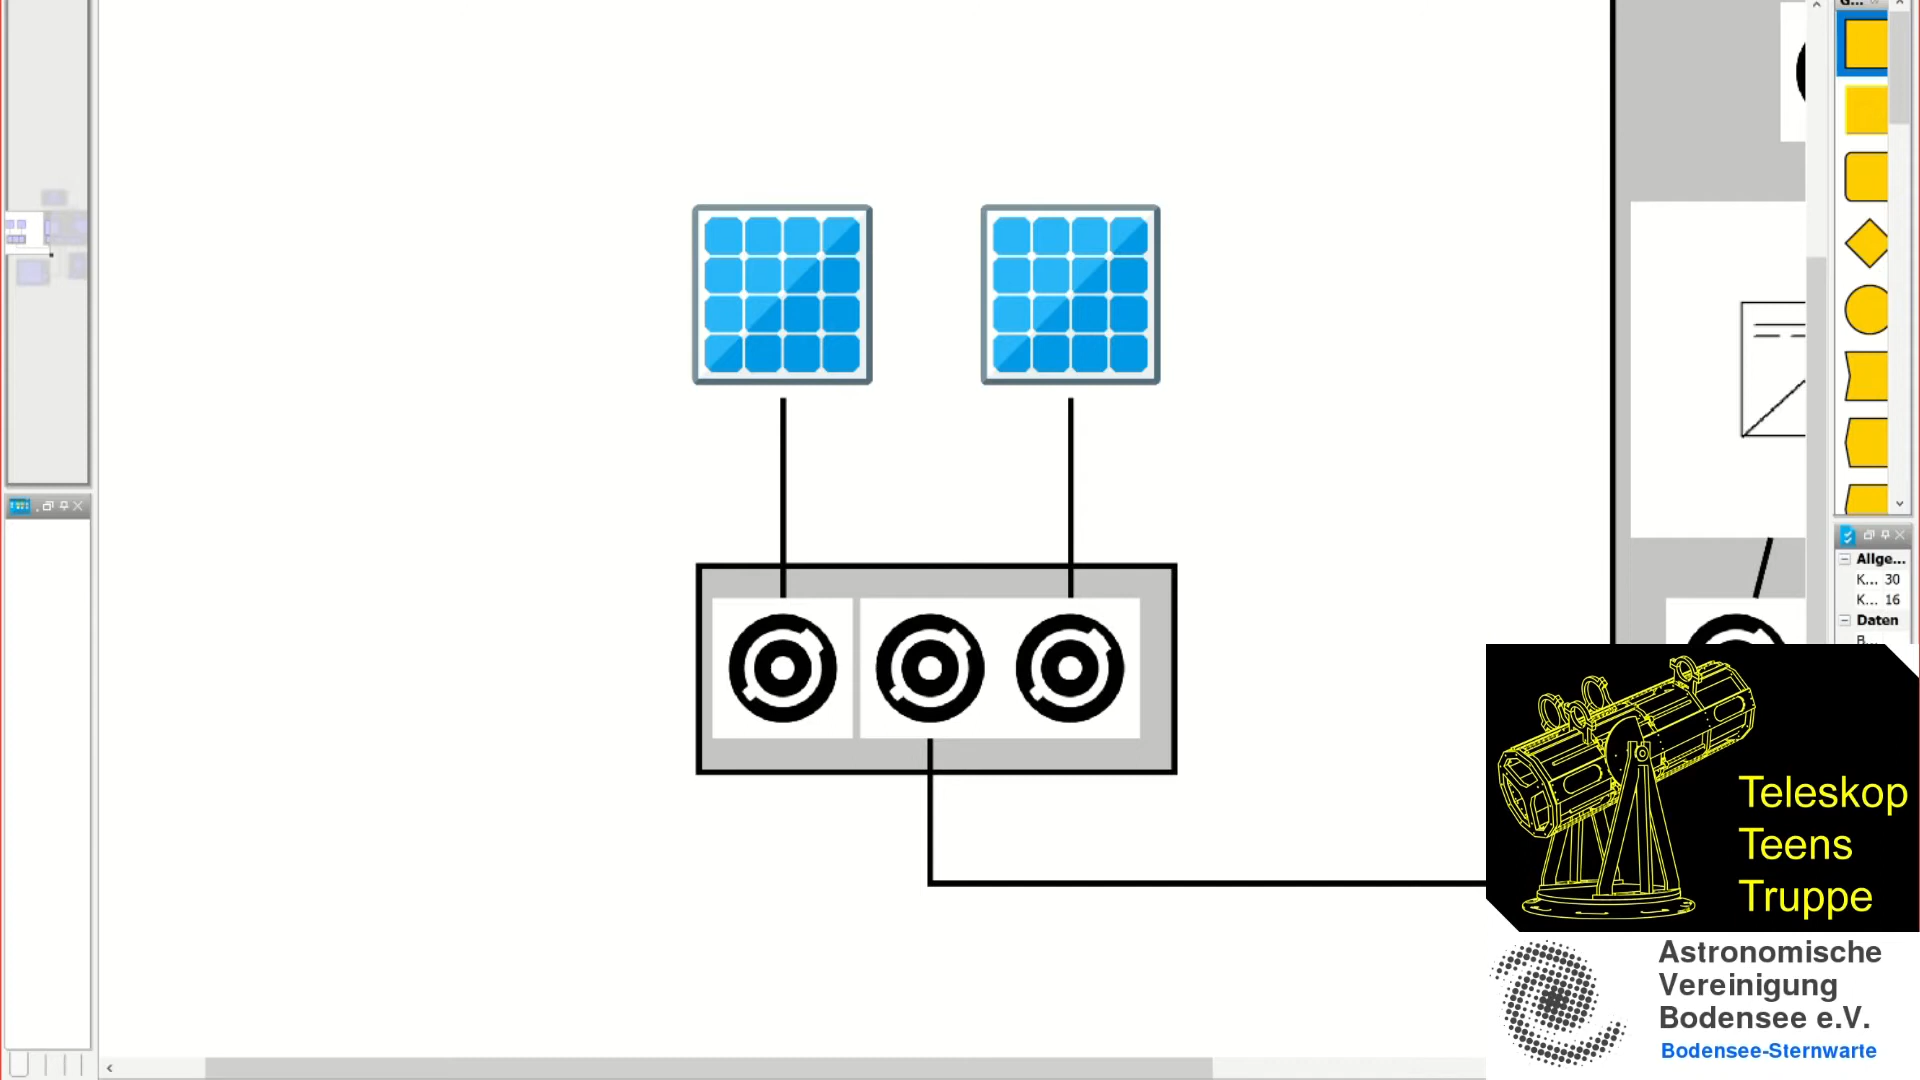 G...
Allge...
K... 30
K... 16
Daten
B...
Teleskop
Teens
Truppe
Astronomische
Vereinigung
Bodensee e.V.
Bodensee-Sternwarte